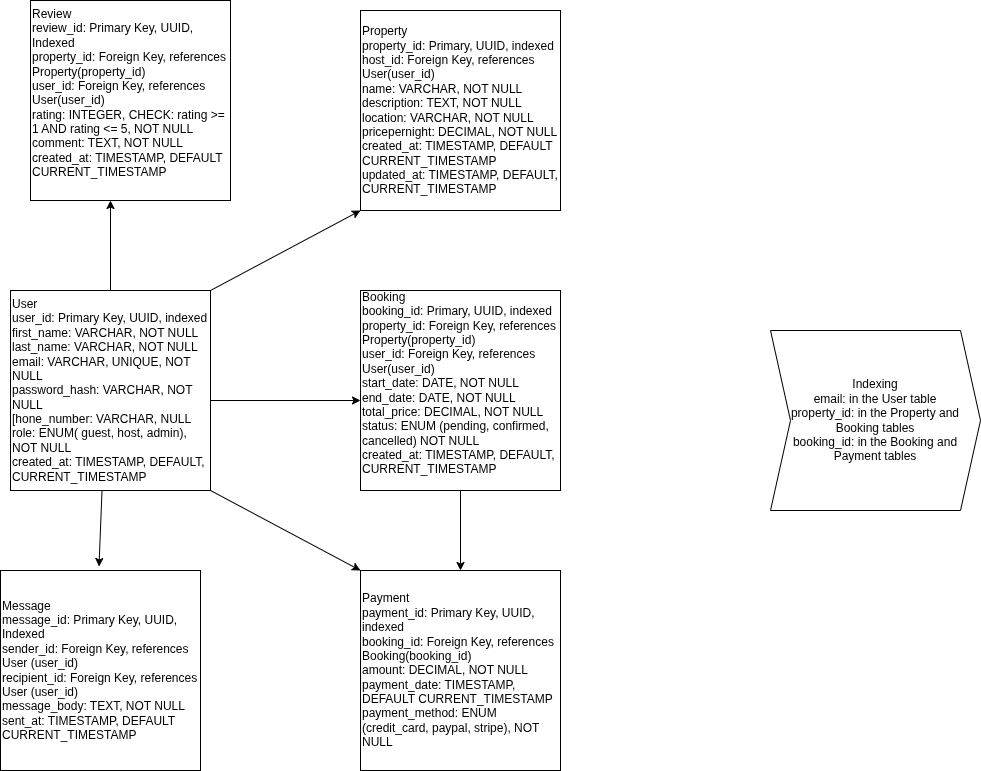 Review
review_id: Primary Key, UUID,
Indexed
property_id: Foreign Key, references
Property(property_id)
user_id: Foreign Key, references
User(user_id)
rating: INTEGER, CHECK: rating >=
1 AND rating <= 5, NOT NULL
comment: TEXT, NOT NULL
created_at: TIMESTAMP, DEFAULT
CURRENT_TIMESTAMP
Property
property_id: Primary, UUID, indexed
host_id: Foreign Key, references
User(user_id)
name: VARCHAR, NOT NULL
description: TEXT, NOT NULL
location: VARCHAR, NOT NULL
pricepernight: DECIMAL, NOT NULL
created_at: TIMESTAMP, DEFAULT
CURRENT_TIMESTAMP
updated_at: TIMESTAMP, DEFAULT,
CURRENT_TIMESTAMP
User
user_id: Primary Key, UUID, indexed
first_name: VARCHAR, NOT NULL
last_name: VARCHAR, NOT NULL
email: VARCHAR, UNIQUE, NOT
NULL
password_hash: VARCHAR, NOT
NULL
[hone_number: VARCHAR, NULL
role: ENUM( guest, host, admin),
NOT NULL
created_at: TIMESTAMP, DEFAULT,
CURRENT_TIMESTAMP
Booking
booking_id: Primary, UUID, indexed
property_id: Foreign Key, references
Property(property_id)
user_id: Foreign Key, references
User(user_id)
start_date: DATE, NOT NULL
end_date: DATE, NOT NULL
total_price: DECIMAL, NOT NULL
status: ENUM (pending, confirmed,
cancelled) NOT NULL
created_at: TIMESTAMP, DEFAULT,
CURRENT_TIMESTAMP
Indexing
email: in the User table
property_id: in the Property and
Booking tables
booking_id: in the Booking and
Payment tables
Message
message_id: Primary Key, UUID,
Indexed
sender_id: Foreign Key, references
User (user_id)
recipient_id: Foreign Key, references
User (user_id)
message_body: TEXT, NOT NULL
sent_at: TIMESTAMP, DEFAULT
CURRENT_TIMESTAMP
Payment
payment_id: Primary Key, UUID,
indexed
booking_id: Foreign Key, references
Booking(booking_id)
amount: DECIMAL, NOT NULL
payment_date: TIMESTAMP,
DEFAULT CURRENT_TIMESTAMP
payment_method: ENUM
(credit_card, paypal, stripe), NOT
NULL